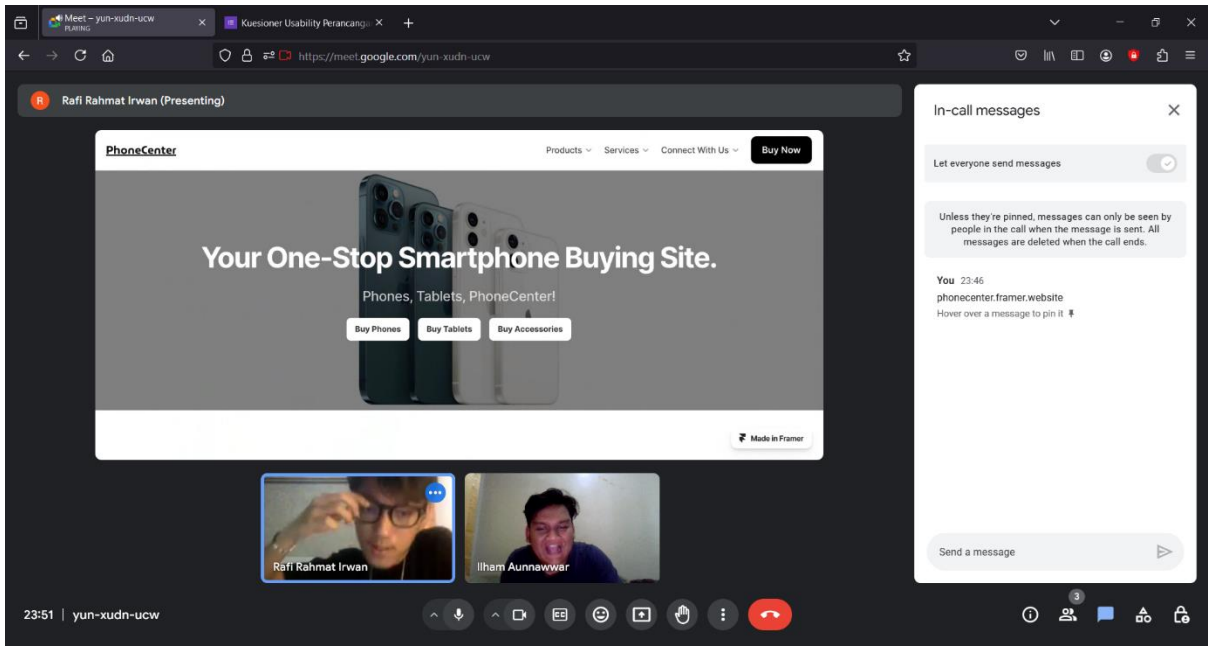 Meet – yun-xudn-ucw
PLAYING
Kuesioner Usability Perancanga
https://meet.google.com/yun-xudn-ucw
R
Rafi Rahmat Irwan (Presenting)
PhoneCenter
Products
Services
Connect With Us
Buy Now
Your One-Stop Smartphone Buying Site.
Phones, Tablets, PhoneCenter!
Buy Phones
Buy Tablets
Buy Accessories
Made in Framer
Rafi Rahmat Irwan
Ilham Aunnawwar
In-call messages
Let everyone send messages
Unless they're pinned, messages can only be seen by
people in the call when the message is sent. All
messages are deleted when the call ends.
You 23:46
phonecenter.framer.website
Hover over a message to pin it
Send a message
23:51 | yun-xudn-ucw
CC
3